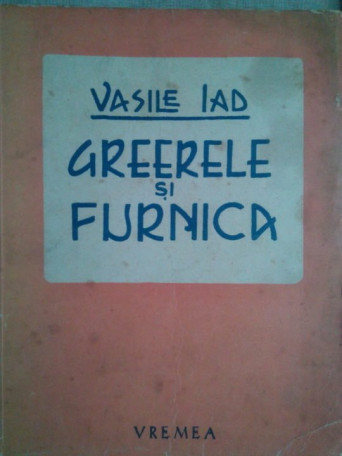 VASILE IAD
GREERELE
ȘI
FURNICA
VREMEA